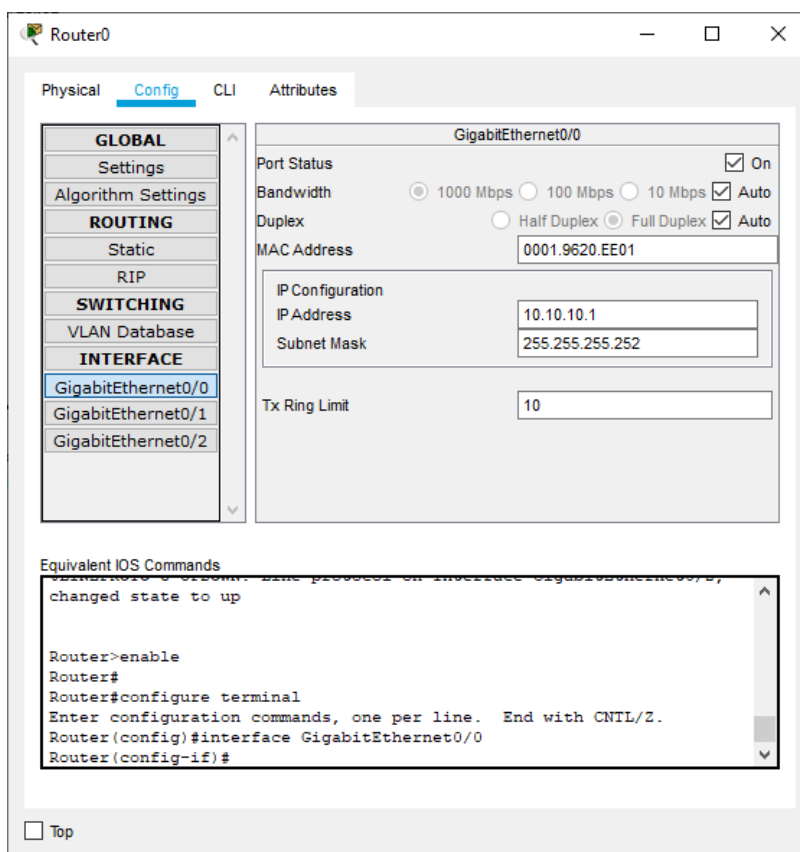 Router0
Physical Config CLI Attributes
GLOBAL
Settings
Algorithm Settings
ROUTING
Static
RIP
SWITCHING
VLAN Database
INTERFACE
GigabitEthernet0/0
GigabitEthernet0/1
GigabitEthernet0/2
GigabitEthernet0/0
Port Status On
Bandwidth 1000 Mbps 100 Mbps 10 Mbps Auto
Duplex Half Duplex Full Duplex Auto
MAC Address 0001.9620.EE01
IP Configuration
IP Address 10.10.10.1
Subnet Mask 255.255.255.252
Tx Ring Limit 10
Equivalent IOS Commands
changed state to up
Router>enable
Router#
Router#configure terminal
Enter configuration commands, one per line. End with CNTL/Z.
Router(config)#interface GigabitEthernet0/0
Router(config-if)#
Top